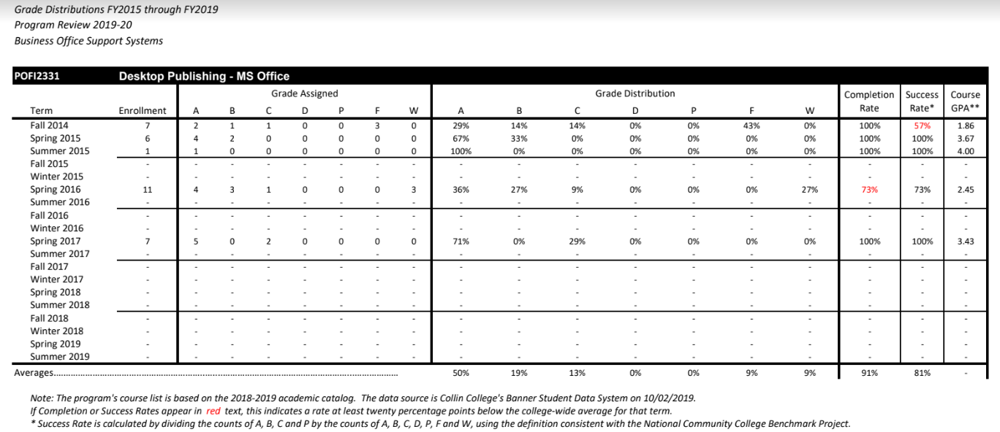 Grade Distributions FY2015 through FY2019
Program Review 2019-20
Business Office Support Systems
POFI2331 Desktop Publishing - MS Office
Grade Assigned Grade Distribution Completion Success Course
Term Enrollment A B C D P F W A B C D P F W Rate Rate* GPA**
Fall 2014 7 2 1 1 0 0 3 0 29% 14% 14% 0% 0% 43% 0% 100% 57% 1.86
Spring 2015 6 4 2 0 0 0 0 0 67% 33% 0% 0% 0% 0% 0% 100% 100% 3.67
Summer 2015 1 1 0 0 0 0 0 0 100% 0% 0% 0% 0% 0% 0% 100% 100% 4.00
Fall 2015 - - - - - - - - - - - - - - - - - -
Winter 2015 - - - - - - - - - - - - - - - - - -
Spring 2016 11 4 3 1 0 0 0 3 36% 27% 9% 0% 0% 0% 27% 73% 73% 2.45
Summer 2016 - - - - - - - - - - - - - - - - - -
Fall 2016 - - - - - - - - - - - - - - - - - -
Winter 2016 - - - - - - - - - - - - - - - - - -
Spring 2017 7 5 0 2 0 0 0 0 71% 0% 29% 0% 0% 0% 0% 100% 100% 3.43
Summer 2017 - - - - - - - - - - - - - - - - - -
Fall 2017 - - - - - - - - - - - - - - - - - -
Winter 2017 - - - - - - - - - - - - - - - - - -
Spring 2018 - - - - - - - - - - - - - - - - - -
Summer 2018 - - - - - - - - - - - - - - - - - -
Fall 2018 - - - - - - - - - - - - - - - - - -
Winter 2018 - - - - - - - - - - - - - - - - - -
Spring 2019 - - - - - - - - - - - - - - - - - -
Summer 2019 - - - - - - - - - - - - - - - - - -
Averages........................................................................ 50% 19% 13% 0% 0% 9% 9% 91% 81% -
Note: The program's course list is based on the 2018-2019 academic catalog. The data source is Collin College's Banner Student Data System on 10/02/2019.
If Completion or Success Rates appear in red text, this indicates a rate at least twenty percentage points below the college-wide average for that term.
* Success Rate is calculated by dividing the counts of A, B, C and P by the counts of A, B, C, D, P, F and W, using the definition consistent with the National Community College Benchmark Project.